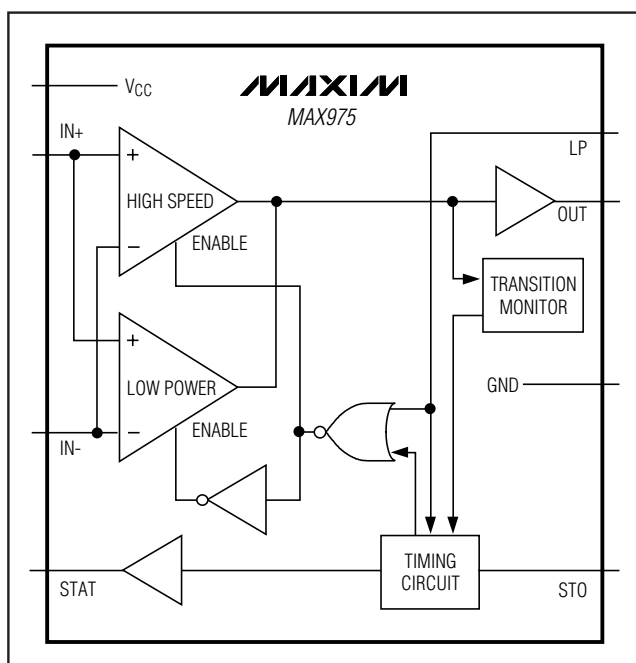 MAXIM
MAX975
VCC
IN+
LP
+
HIGH SPEED
OUT
ENABLE
−
TRANSITION
MONITOR
+
LOW POWER
GND
ENABLE
−
IN-
TIMING
CIRCUIT
STAT
STO